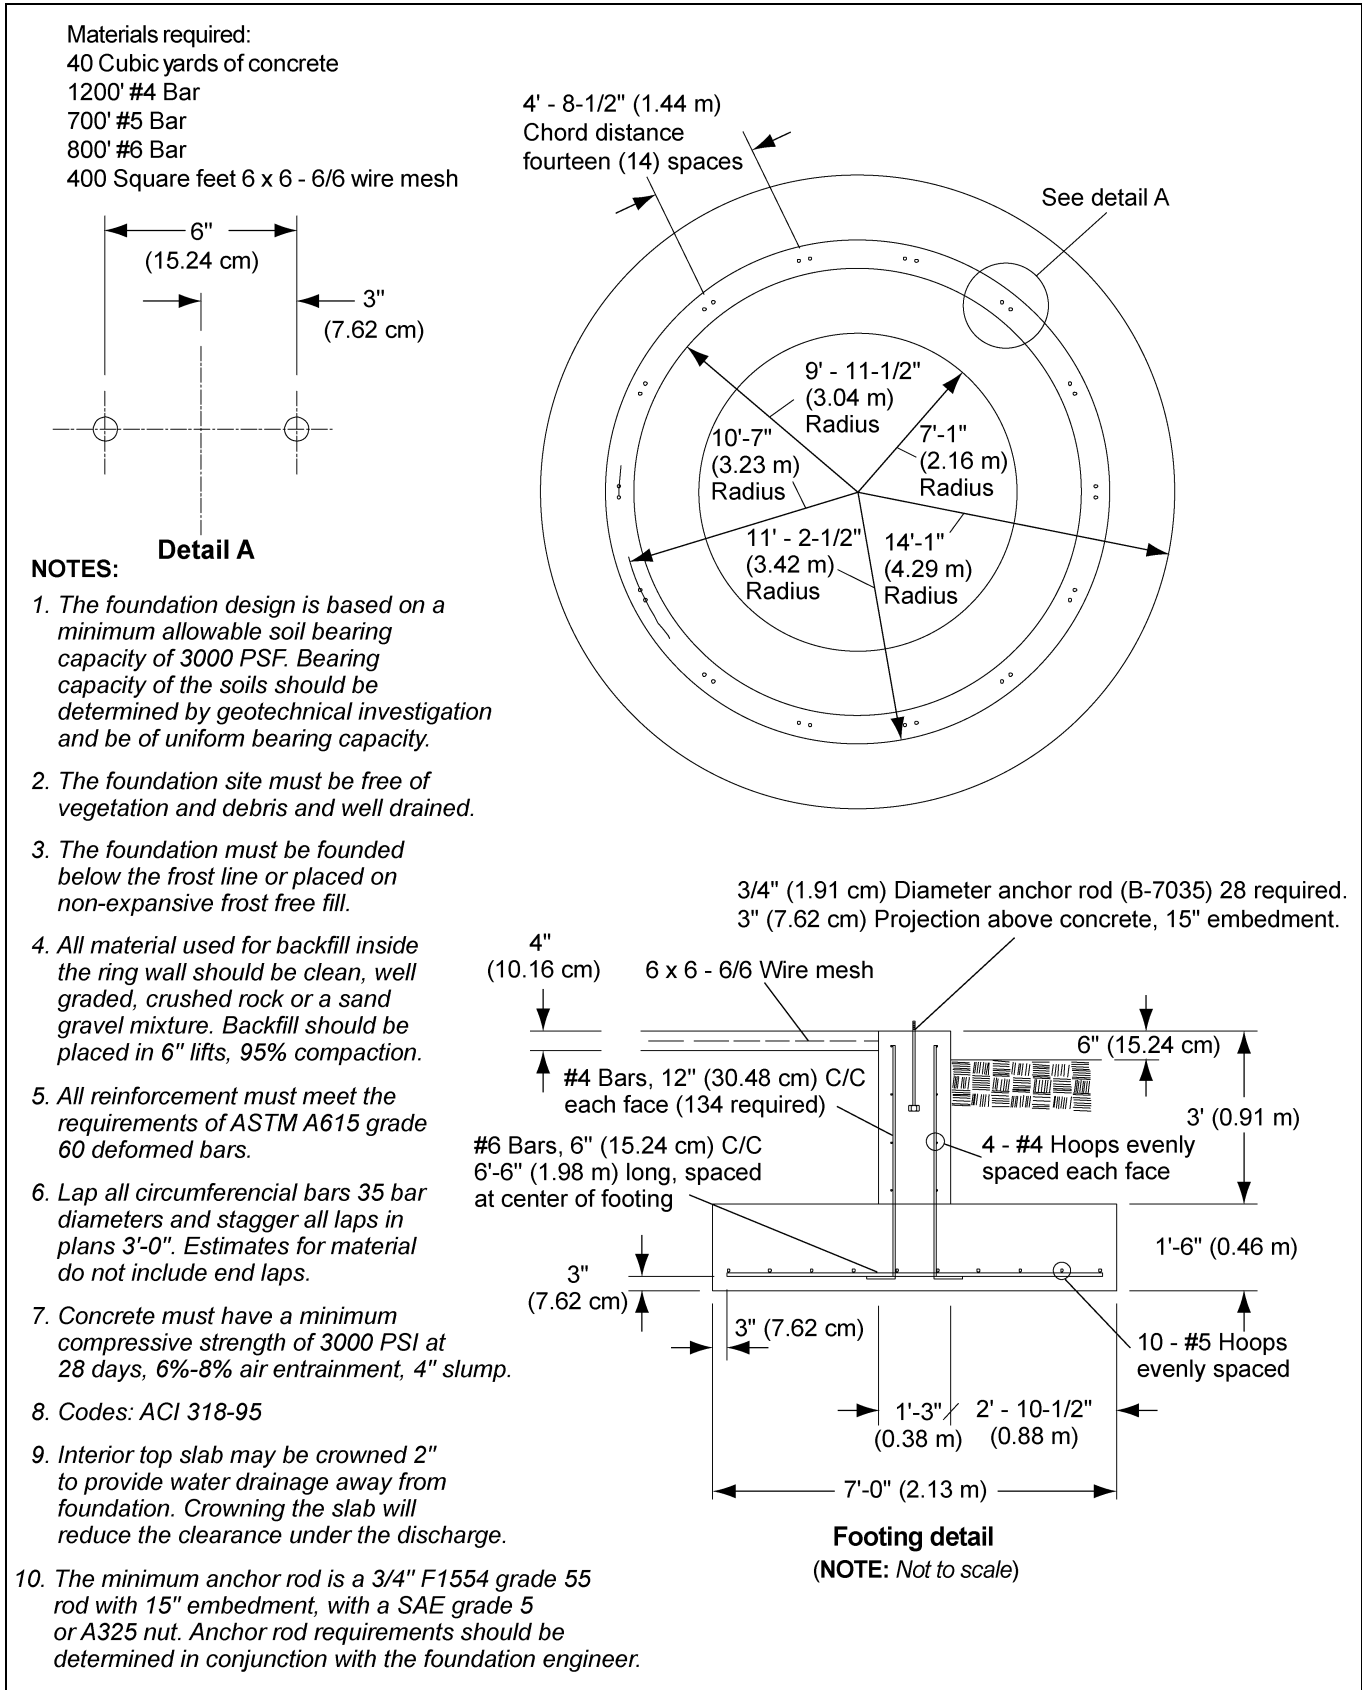 Materials required:
40 Cubic yards of concrete
1200' #4 Bar
700' #5 Bar
800' #6 Bar
400 Square feet 6 x 6 - 6/6 wire mesh
6"
(15.24 cm)
3"
(7.62 cm)
Detail A
4' - 8-1/2" (1.44 m)
Chord distance
fourteen (14) spaces
See detail A
9' - 11-1/2"
(3.04 m)
Radius
7'-1"
(2.16 m)
Radius
10'-7"
(3.23 m)
Radius
11' - 2-1/2"
(3.42 m)
Radius
14'-1"
(4.29 m)
Radius
NOTES:
1. The foundation design is based on a
minimum allowable soil bearing
capacity of 3000 PSF. Bearing
capacity of the soils should be
determined by geotechnical investigation
and be of uniform bearing capacity.
2. The foundation site must be free of
vegetation and debris and well drained.
3. The foundation must be founded
below the frost line or placed on
non-expansive frost free fill.
4. All material used for backfill inside
the ring wall should be clean, well
graded, crushed rock or a sand
gravel mixture. Backfill should be
placed in 6" lifts, 95% compaction.
5. All reinforcement must meet the
requirements of ASTM A615 grade
60 deformed bars.
6. Lap all circumferencial bars 35 bar
diameters and stagger all laps in
plans 3'-0". Estimates for material
do not include end laps.
7. Concrete must have a minimum
compressive strength of 3000 PSI at
28 days, 6%-8% air entrainment, 4" slump.
8. Codes: ACI 318-95
9. Interior top slab may be crowned 2"
to provide water drainage away from
foundation. Crowning the slab will
reduce the clearance under the discharge.
10. The minimum anchor rod is a 3/4" F1554 grade 55
rod with 15" embedment, with a SAE grade 5
or A325 nut. Anchor rod requirements should be
determined in conjunction with the foundation engineer.
3/4" (1.91 cm) Diameter anchor rod (B-7035) 28 required.
3" (7.62 cm) Projection above concrete, 15" embedment.
4"
(10.16 cm)
6 x 6 - 6/6 Wire mesh
6" (15.24 cm)
#4 Bars, 12" (30.48 cm) C/C
each face (134 required)
3' (0.91 m)
#6 Bars, 6" (15.24 cm) C/C
6'-6" (1.98 m) long, spaced
at center of footing
4 - #4 Hoops evenly
spaced each face
1'-6" (0.46 m)
3"
(7.62 cm)
3" (7.62 cm)
10 - #5 Hoops
evenly spaced
1'-3"
(0.38 m)
2' - 10-1/2"
(0.88 m)
7'-0" (2.13 m)
Footing detail
(NOTE: Not to scale)